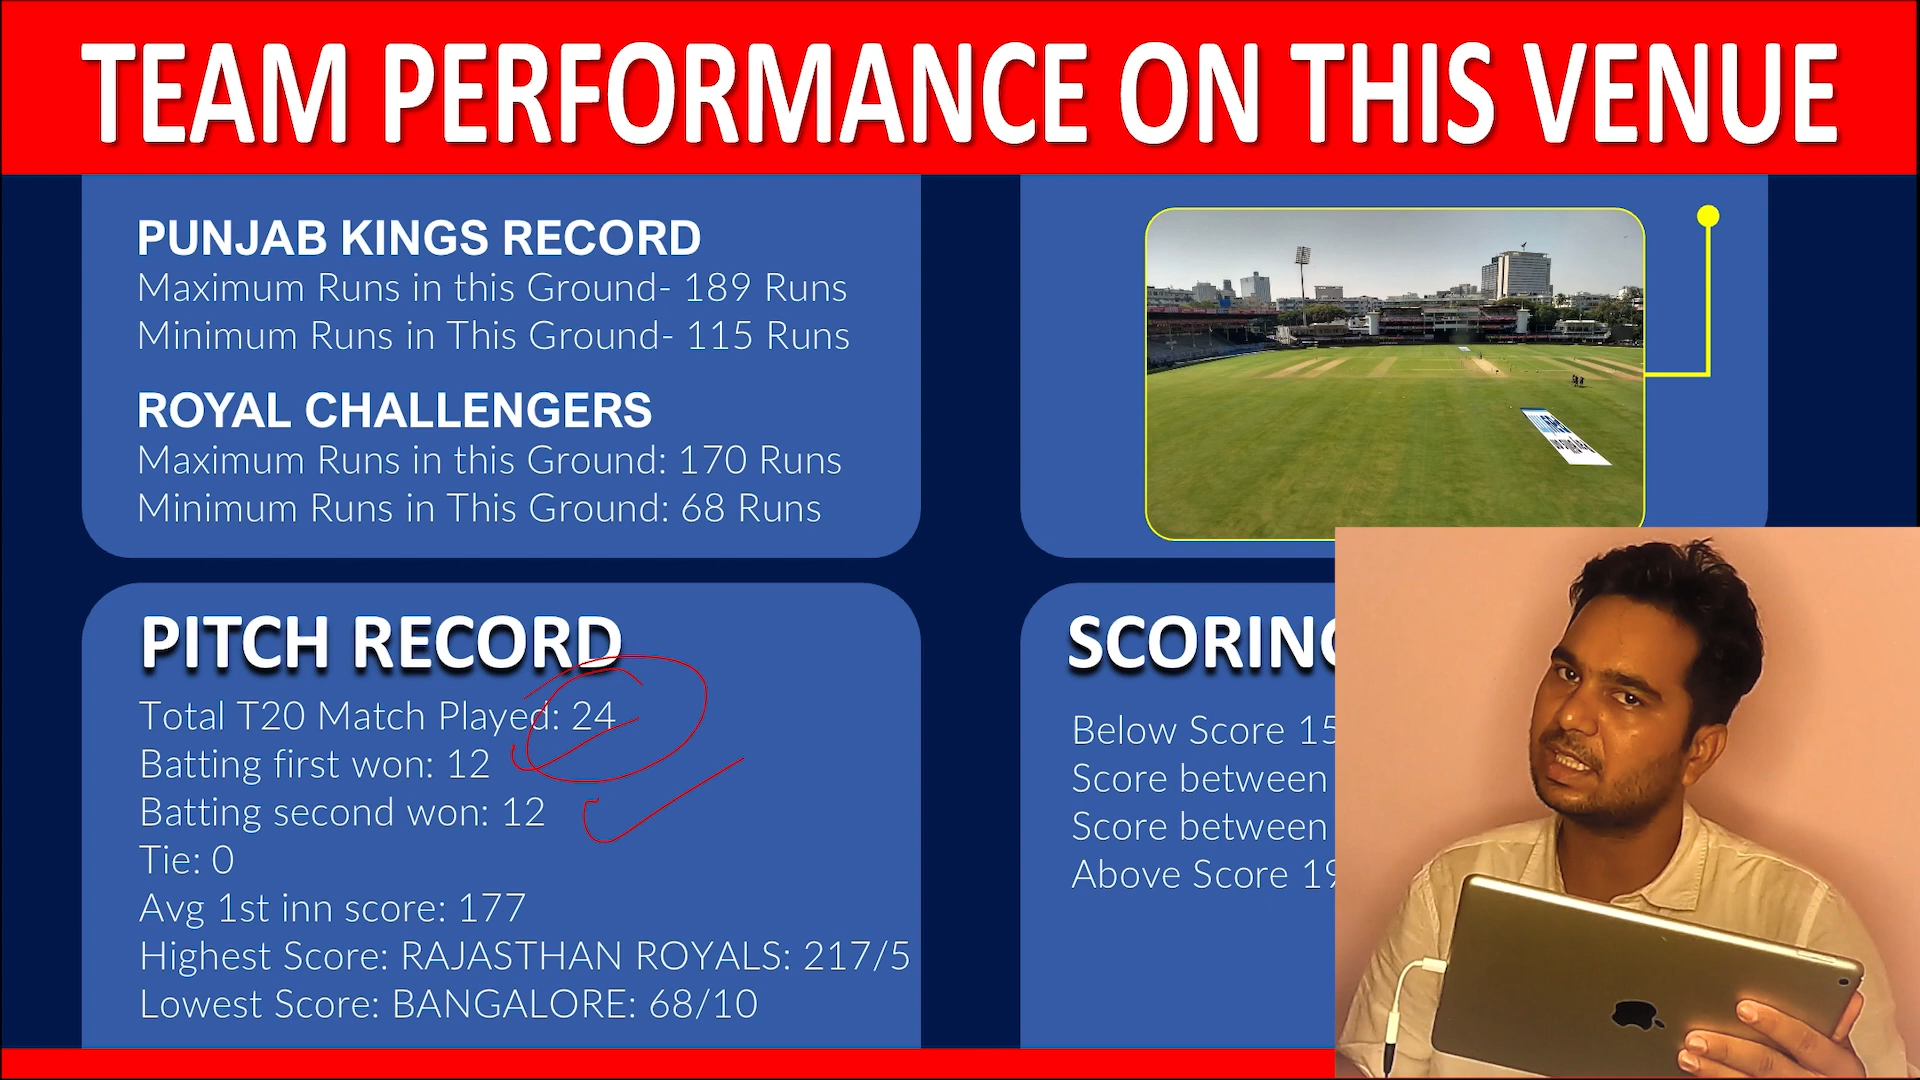 TEAM PERFORMANCE ON THIS VENUE
PUNJAB KINGS RECORD
Maximum Runs in this Ground- 189 Runs
Minimum Runs in This Ground- 115 Runs
ROYAL CHALLENGERS
Maximum Runs in this Ground: 170 Runs
Minimum Runs in This Ground: 68 Runs
PITCH RECORD
Total T20 Match Played: 24
Batting first won: 12
Batting second won: 12
Tie: 0
Avg 1st inn score: 177
Highest Score: RAJASTHAN ROYALS: 217/5
Lowest Score: BANGALORE: 68/10
Below Score
Score between
Score between
Above Score